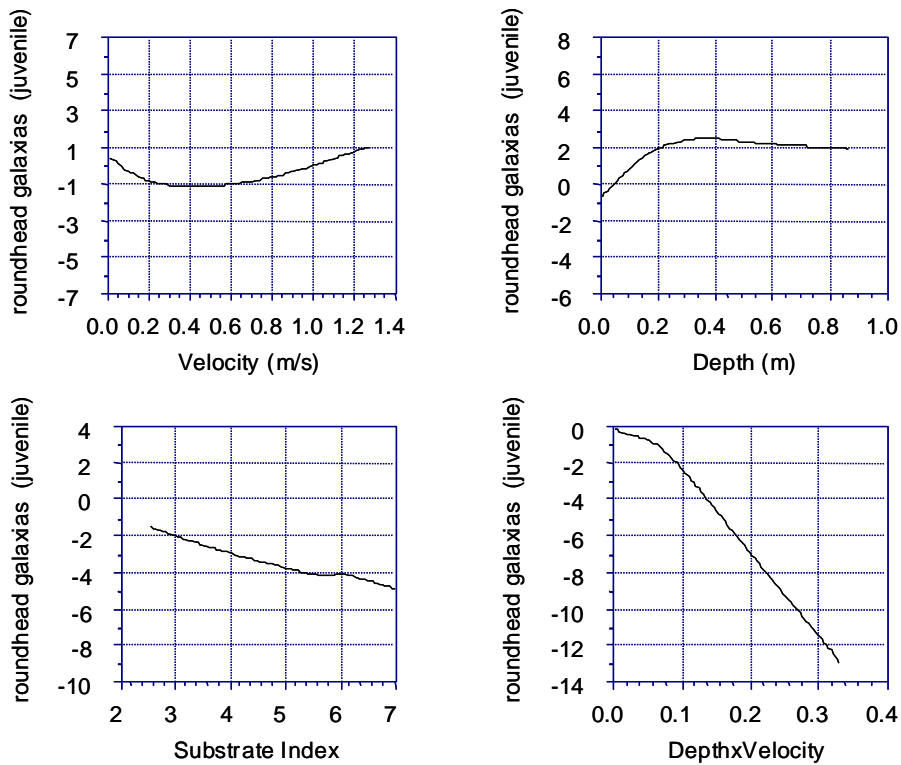 roundhead galaxias (juvenile)
7
5
3
1
-1
-3
-5
-7
0.0 0.2 0.4 0.6 0.8 1.0 1.2 1.4
Velocity (m/s)
roundhead galaxias (juvenile)
8
6
4
2
0
-2
-4
-6
0.0 0.2 0.4 0.6 0.8 1.0
Depth (m)
roundhead galaxias (juvenile)
4
2
0
-2
-4
-6
-8
-10
2 3 4 5 6 7
Substrate Index
roundhead galaxias (juvenile)
0
-2
-4
-6
-8
-10
-12
-14
0.0 0.1 0.2 0.3 0.4
DepthxVelocity